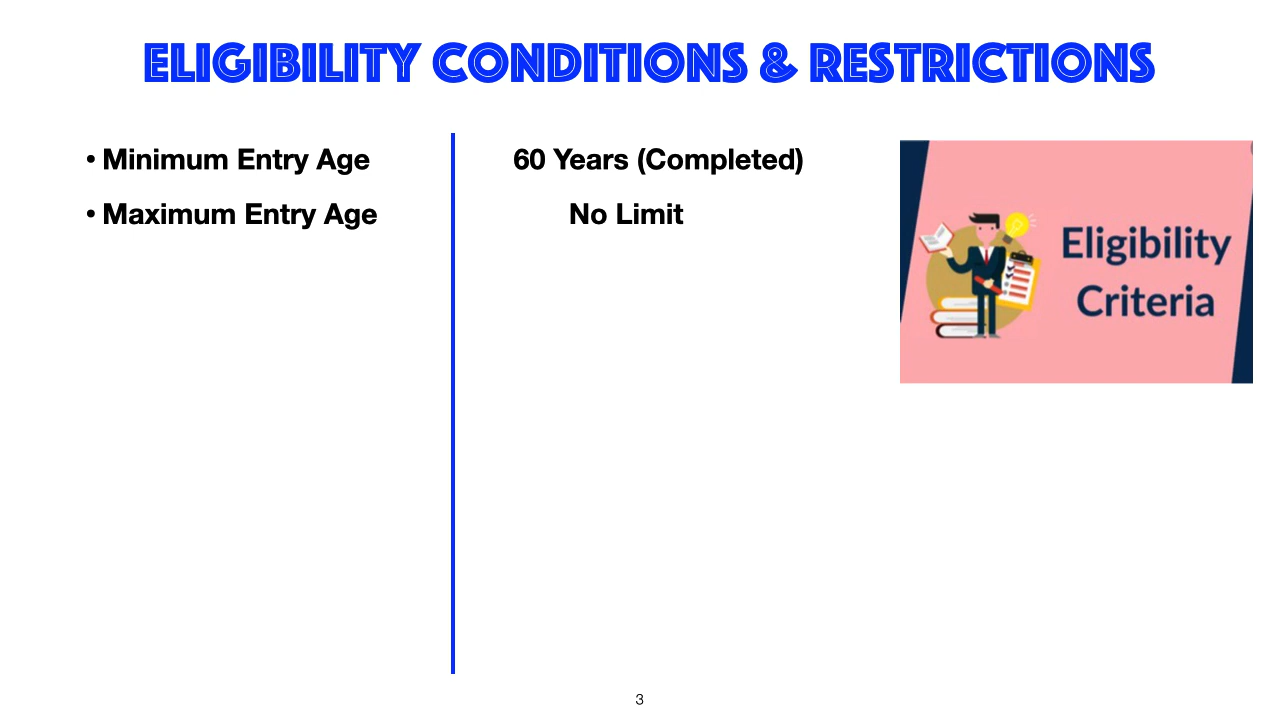 ELIGIBILITY CONDITIONS & RESTRICTIONS
• Minimum Entry Age
60 Years (Completed)
• Maximum Entry Age
No Limit
Eligibility
Criteria
3